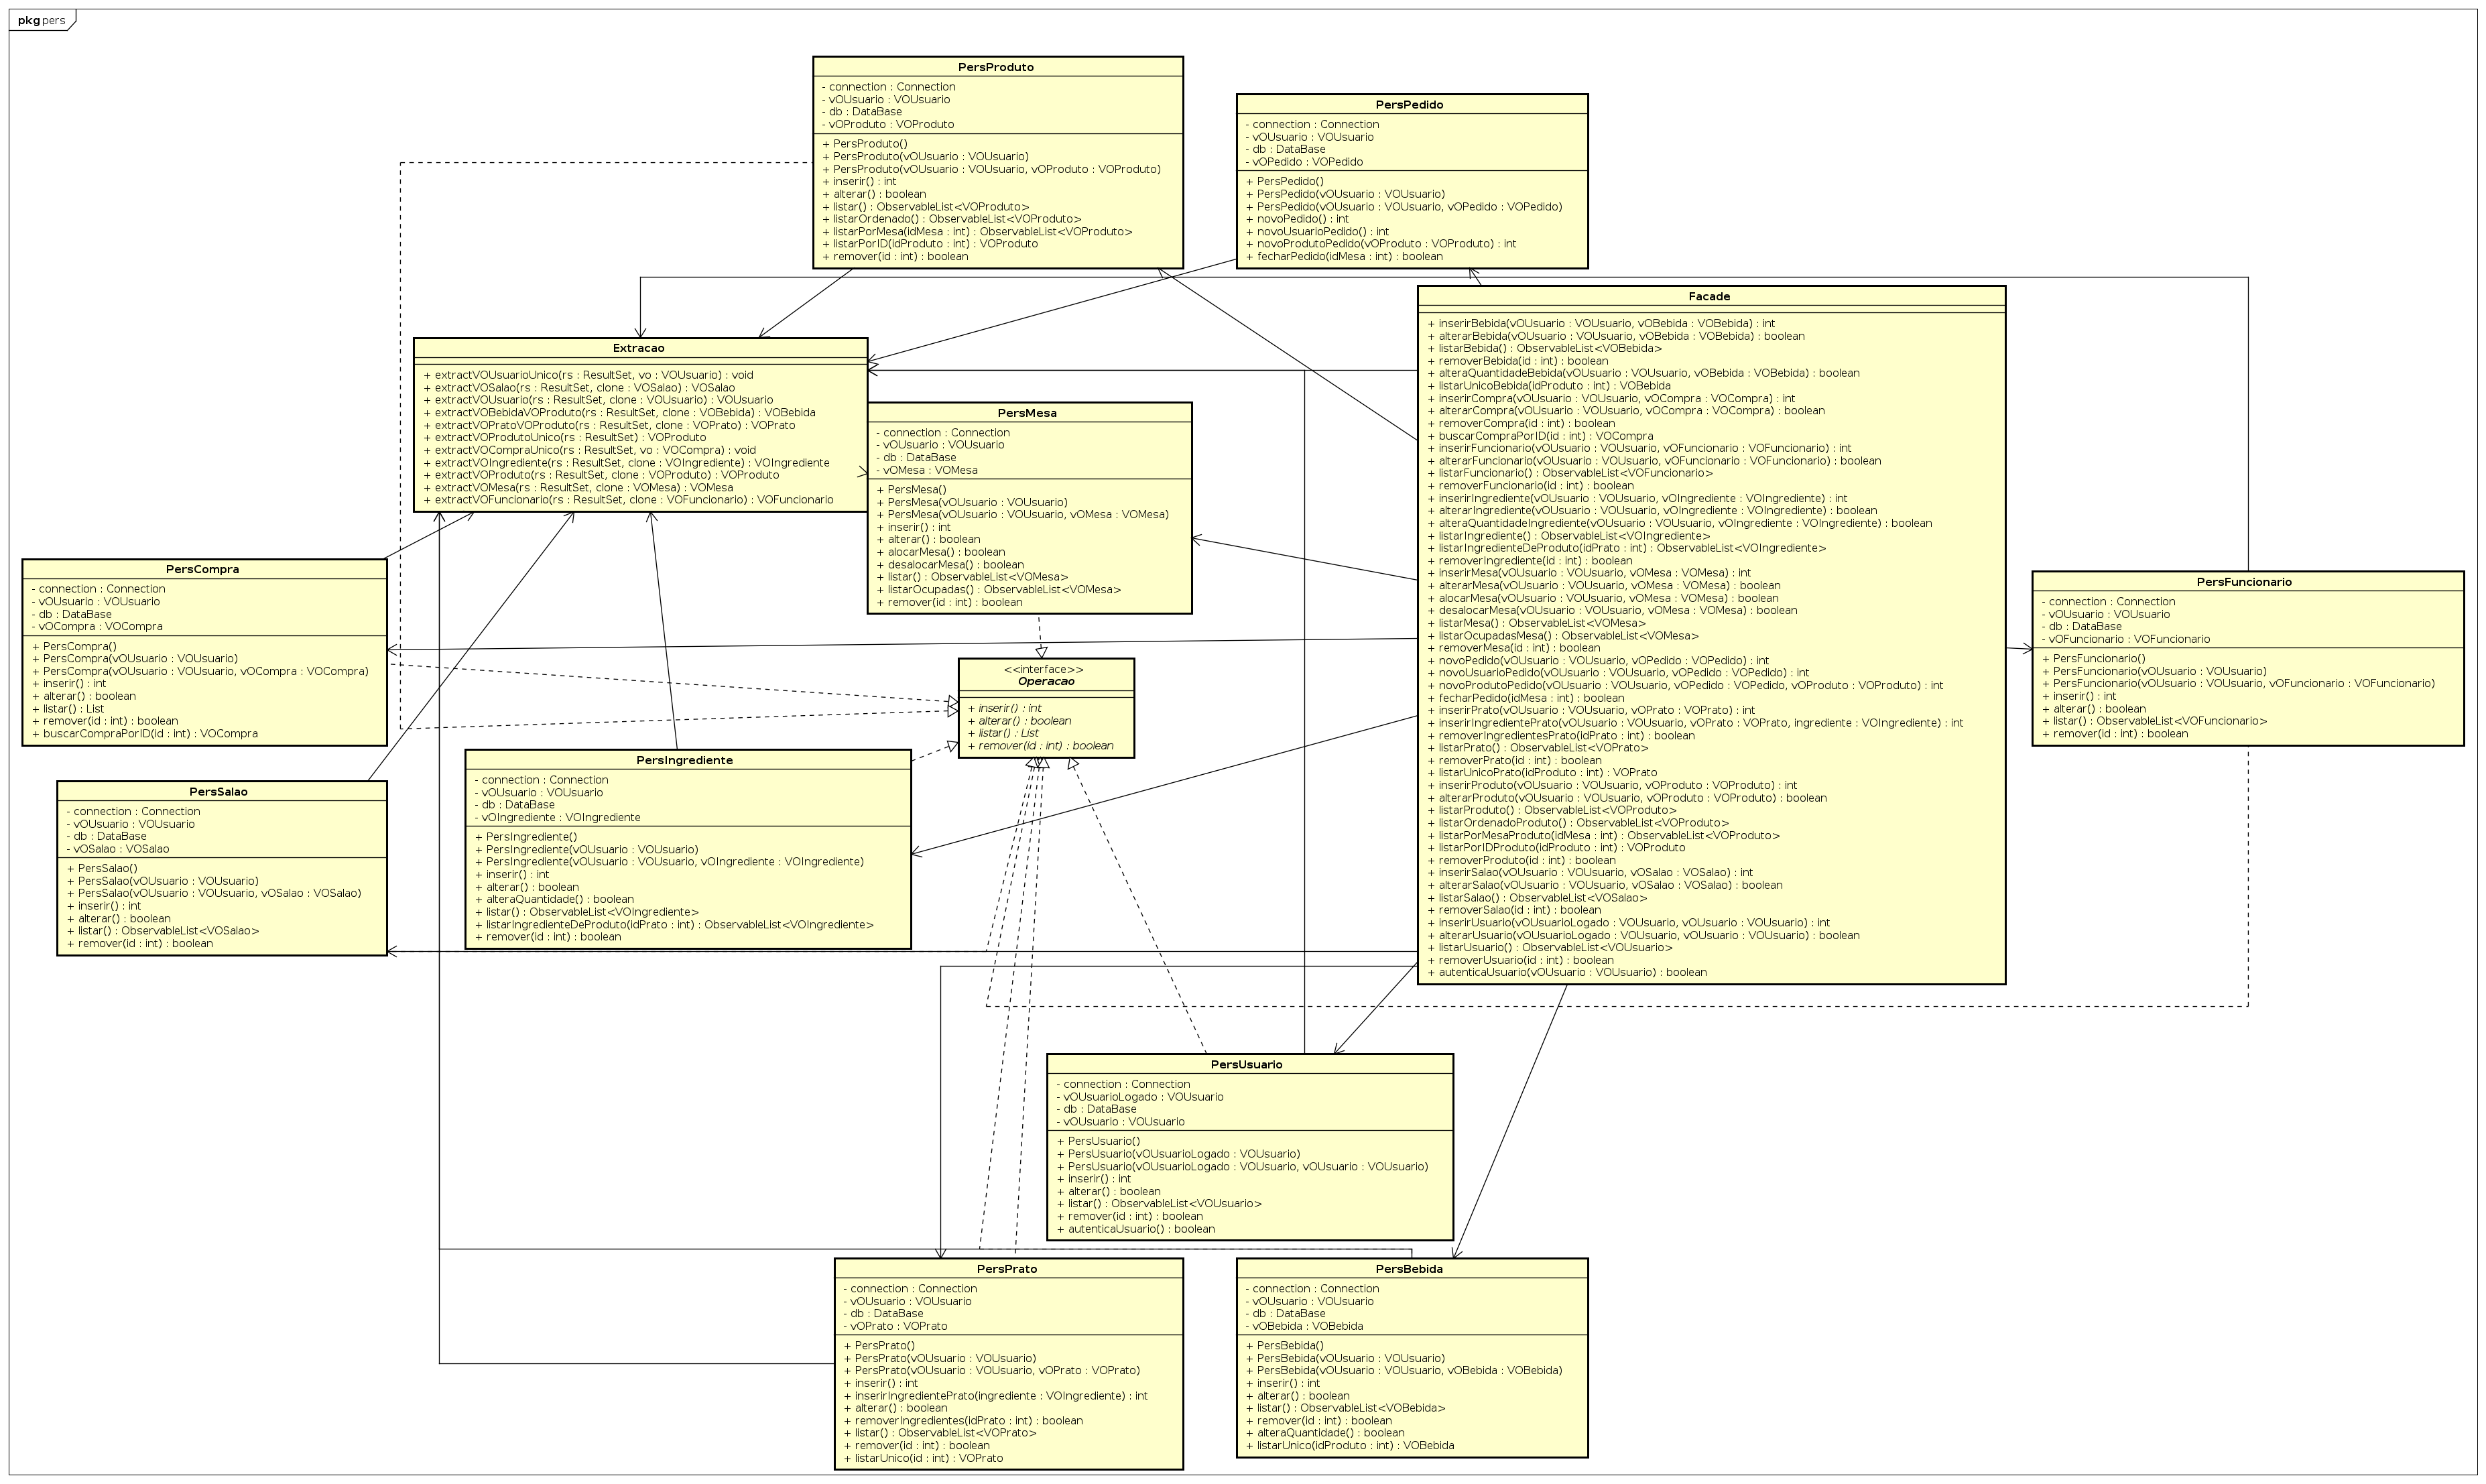 pkg pers
PersProduto
- connection : Connection
- vOUsuario : VOUsuario
- db : DataBase
- vOProduto : VOProduto
+ PersProduto()
+ PersProduto(vOUsuario : VOUsuario)
+ PersProduto(vOUsuario : VOUsuario, vOProduto : VOProduto)
+ inserir() : int
+ alterar() : boolean
+ listar() : ObservableList<VOProduto>
+ listarOrdenado() : ObservableList<VOProduto>
+ listarPorMesa(idMesa : int) : ObservableList<VOProduto>
+ listarPorID(idProduto : int) : VOProduto
+ remover(id : int) : boolean
PersPedido
- connection : Connection
- vOUsuario : VOUsuario
- db : DataBase
- vOPedido : VOPedido
+ PersPedido()
+ PersPedido(vOUsuario : VOUsuario)
+ PersPedido(vOUsuario : VOUsuario, vOPedido : VOPedido)
+ novoPedido() : int
+ novoUsuarioPedido() : int
+ novoProdutoPedido(vOProduto : VOProduto) : int
+ fecharPedido(idMesa : int) : boolean
Facade
+ inserirBebida(vOUsuario : VOUsuario, vOBebida : VOBebida) : int
+ alterarBebida(vOUsuario : VOUsuario, vOBebida : VOBebida) : boolean
+ listarBebida() : ObservableList<VOBebida>
+ removerBebida(id : int) : boolean
+ alteraQuantidadeBebida(vOUsuario : VOUsuario, vOBebida : VOBebida) : boolean
+ listarUnicoBebida(idProduto : int) : VOBebida
+ inserirCompra(vOUsuario : VOUsuario, vOCompra : VOCompra) : int
+ alterarCompra(vOUsuario : VOUsuario, vOCompra : VOCompra) : boolean
+ removerCompra(id : int) : boolean
+ buscarCompraPorID(id : int) : VOCompra
+ inserirFuncionario(vOUsuario : VOUsuario, vOFuncionario : VOFuncionario) : int
+ alterarFuncionario(vOUsuario : VOUsuario, vOFuncionario : VOFuncionario) : boolean
+ listarFuncionario() : ObservableList<VOFuncionario>
+ removerFuncionario(id : int) : boolean
+ inserirIngrediente(vOUsuario : VOUsuario, vOIngrediente : VOIngrediente) : int
+ alterarIngrediente(vOUsuario : VOUsuario, vOIngrediente : VOIngrediente) : boolean
+ alteraQuantidadeIngrediente(vOUsuario : VOUsuario, vOIngrediente : VOIngrediente) : boolean
+ listarIngrediente() : ObservableList<VOIngrediente>
+ listarIngredienteDeProduto(idPrato : int) : ObservableList<VOIngrediente>
+ removerIngrediente(id : int) : boolean
+ inserirMesa(vOUsuario : VOUsuario, vOMesa : VOMesa) : int
+ alterarMesa(vOUsuario : VOUsuario, vOMesa : VOMesa) : boolean
+ alocarMesa(vOUsuario : VOUsuario, vOMesa : VOMesa) : boolean
+ desalocarMesa(vOUsuario : VOUsuario, vOMesa : VOMesa) : boolean
+ listarMesa() : ObservableList<VOMesa>
+ listarOcupadasMesa() : ObservableList<VOMesa>
+ removerMesa(id : int) : boolean
+ novoPedido(vOUsuario : VOUsuario, vOPedido : VOPedido) : int
+ novoUsuarioPedido(vOUsuario : VOUsuario, vOPedido : VOPedido) : int
+ novoProdutoPedido(vOUsuario : VOUsuario, vOPedido : VOPedido, vOProduto : VOProduto) : int
+ fecharPedido(idMesa : int) : boolean
+ inserirPrato(vOUsuario : VOUsuario, vOPrato : VOPrato) : int
+ inserirIngredientePrato(vOUsuario : VOUsuario, vOPrato : VOPrato, ingrediente : VOIngrediente) : int
+ removerIngredientesPrato(idPrato : int) : boolean
+ listarPrato() : ObservableList<VOPrato>
+ removerPrato(id : int) : boolean
+ listarUnicoPrato(idProduto : int) : VOPrato
+ inserirProduto(vOUsuario : VOUsuario, vOProduto : VOProduto) : int
+ alterarProduto(vOUsuario : VOUsuario, vOProduto : VOProduto) : boolean
+ listarProduto() : ObservableList<VOProduto>
+ listarOrdenadoProduto() : ObservableList<VOProduto>
+ listarPorMesaProduto(idMesa : int) : ObservableList<VOProduto>
+ listarPorIDProduto(idProduto : int) : VOProduto
+ removerProduto(id : int) : boolean
+ inserirSalao(vOUsuario : VOUsuario, vOSalao : VOSalao) : int
+ alterarSalao(vOUsuario : VOUsuario, vOSalao : VOSalao) : boolean
+ listarSalao() : ObservableList<VOSalao>
+ removerSalao(id : int) : boolean
+ inserirUsuario(vOUsuarioLogado : VOUsuario, vOUsuario : VOUsuario) : int
+ alterarUsuario(vOUsuarioLogado : VOUsuario, vOUsuario : VOUsuario) : boolean
+ listarUsuario() : ObservableList<VOUsuario>
+ removerUsuario(id : int) : boolean
+ autenticaUsuario(vOUsuario : VOUsuario) : boolean
Extracao
+ extractVOUsuarioUnico(rs : ResultSet, vo : VOUsuario) : void
+ extractVOSalao(rs : ResultSet, clone : VOSalao) : VOSalao
+ extractVOUsuario(rs : ResultSet, clone : VOUsuario) : VOUsuario
+ extractVOBebidaVOProduto(rs : ResultSet, clone : VOBebida) : VOBebida
+ extractVOPratoVOProduto(rs : ResultSet, clone : VOPrato) : VOPrato
+ extractVOProdutoUnico(rs : ResultSet) : VOProduto
+ extractVOCompraUnico(rs : ResultSet, vo : VOCompra) : void
+ extractVOIngrediente(rs : ResultSet, clone : VOIngrediente) : VOIngrediente
+ extractVOProduto(rs : ResultSet, clone : VOProduto) : VOProduto
+ extractVOMesa(rs : ResultSet, clone : VOMesa) : VOMesa
+ extractVOFuncionario(rs : ResultSet, clone : VOFuncionario) : VOFuncionario
PersMesa
- connection : Connection
- vOUsuario : VOUsuario
- db : DataBase
- vOMesa : VOMesa
+ PersMesa()
+ PersMesa(vOUsuario : VOUsuario)
+ PersMesa(vOUsuario : VOUsuario, vOMesa : VOMesa)
+ inserir() : int
+ alterar() : boolean
+ alocarMesa() : boolean
+ desalocarMesa() : boolean
+ listar() : ObservableList<VOMesa>
+ listarOcupadas() : ObservableList<VOMesa>
+ remover(id : int) : boolean
PersCompra
- connection : Connection
- vOUsuario : VOUsuario
- db : DataBase
- vOCompra : VOCompra
+ PersCompra()
+ PersCompra(vOUsuario : VOUsuario)
+ PersCompra(vOUsuario : VOUsuario, vOCompra : VOCompra)
+ inserir() : int
+ alterar() : boolean
+ listar() : List
+ remover(id : int) : boolean
+ buscarCompraPorID(id : int) : VOCompra
PersFuncionario
- connection : Connection
- vOUsuario : VOUsuario
- db : DataBase
- vOFuncionario : VOFuncionario
+ PersFuncionario()
+ PersFuncionario(vOUsuario : VOUsuario)
+ PersFuncionario(vOUsuario : VOUsuario, vOFuncionario : VOFuncionario)
+ inserir() : int
+ alterar() : boolean
+ listar() : ObservableList<VOFuncionario>
+ remover(id : int) : boolean
<<interface>>
Operacao
+ inserir() : int
+ alterar() : boolean
+ listar() : List
+ remover(id : int) : boolean
PersIngrediente
- connection : Connection
- vOUsuario : VOUsuario
- db : DataBase
- vOIngrediente : VOIngrediente
+ PersIngrediente()
+ PersIngrediente(vOUsuario : VOUsuario)
+ PersIngrediente(vOUsuario : VOUsuario, vOIngrediente : VOIngrediente)
+ inserir() : int
+ alterar() : boolean
+ alteraQuantidade() : boolean
+ listar() : ObservableList<VOIngrediente>
+ listarIngredienteDeProduto(idPrato : int) : ObservableList<VOIngrediente>
+ remover(id : int) : boolean
PersSalao
- connection : Connection
- vOUsuario : VOUsuario
- db : DataBase
- vOSalao : VOSalao
+ PersSalao()
+ PersSalao(vOUsuario : VOUsuario)
+ PersSalao(vOUsuario : VOUsuario, vOSalao : VOSalao)
+ inserir() : int
+ alterar() : boolean
+ listar() : ObservableList<VOSalao>
+ remover(id : int) : boolean
PersUsuario
- connection : Connection
- vOUsuarioLogado : VOUsuario
- db : DataBase
- vOUsuario : VOUsuario
+ PersUsuario()
+ PersUsuario(vOUsuarioLogado : VOUsuario)
+ PersUsuario(vOUsuarioLogado : VOUsuario, vOUsuario : VOUsuario)
+ inserir() : int
+ alterar() : boolean
+ listar() : ObservableList<VOUsuario>
+ remover(id : int) : boolean
+ autenticaUsuario() : boolean
PersPrato
- connection : Connection
- vOUsuario : VOUsuario
- db : DataBase
- vOPrato : VOPrato
+ PersPrato()
+ PersPrato(vOUsuario : VOUsuario)
+ PersPrato(vOUsuario : VOUsuario, vOPrato : VOPrato)
+ inserir() : int
+ inserirIngredientePrato(ingrediente : VOIngrediente) : int
+ alterar() : boolean
+ removerIngredientes(idPrato : int) : boolean
+ listar() : ObservableList<VOPrato>
+ remover(id : int) : boolean
+ listarUnico(id : int) : VOPrato
PersBebida
- connection : Connection
- vOUsuario : VOUsuario
- db : DataBase
- vOBebida : VOBebida
+ PersBebida()
+ PersBebida(vOUsuario : VOUsuario)
+ PersBebida(vOUsuario : VOUsuario, vOBebida : VOBebida)
+ inserir() : int
+ alterar() : boolean
+ listar() : ObservableList<VOBebida>
+ remover(id : int) : boolean
+ alteraQuantidade() : boolean
+ listarUnico(idProduto : int) : VOBebida